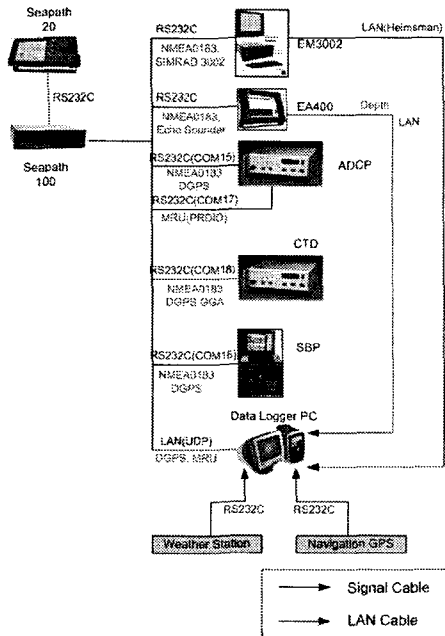 Seapath
20
RS232C
Seapath
100
RS232C
NMEA0183,
SIMRAD 3002
EM3002
LAN(Heimsman)
RS232C
NMEA0183,
Echo Sounder
EA400
Depth
LAN
RS232C(COM15)
NMEA0183
DGPS
ADCP
RS232C(COM17)
MRU(PRDID)
CTD
RS232C(COM18)
NMEA0183
DGPS GGA
SBP
RS232C(COM16)
NMEA0183
DGPS
Data Logger PC
LAN(UDP)
DGPS, MRU
RS232C
RS232C
Weather Station
Navigation GPS
Signal Cable
LAN Cable